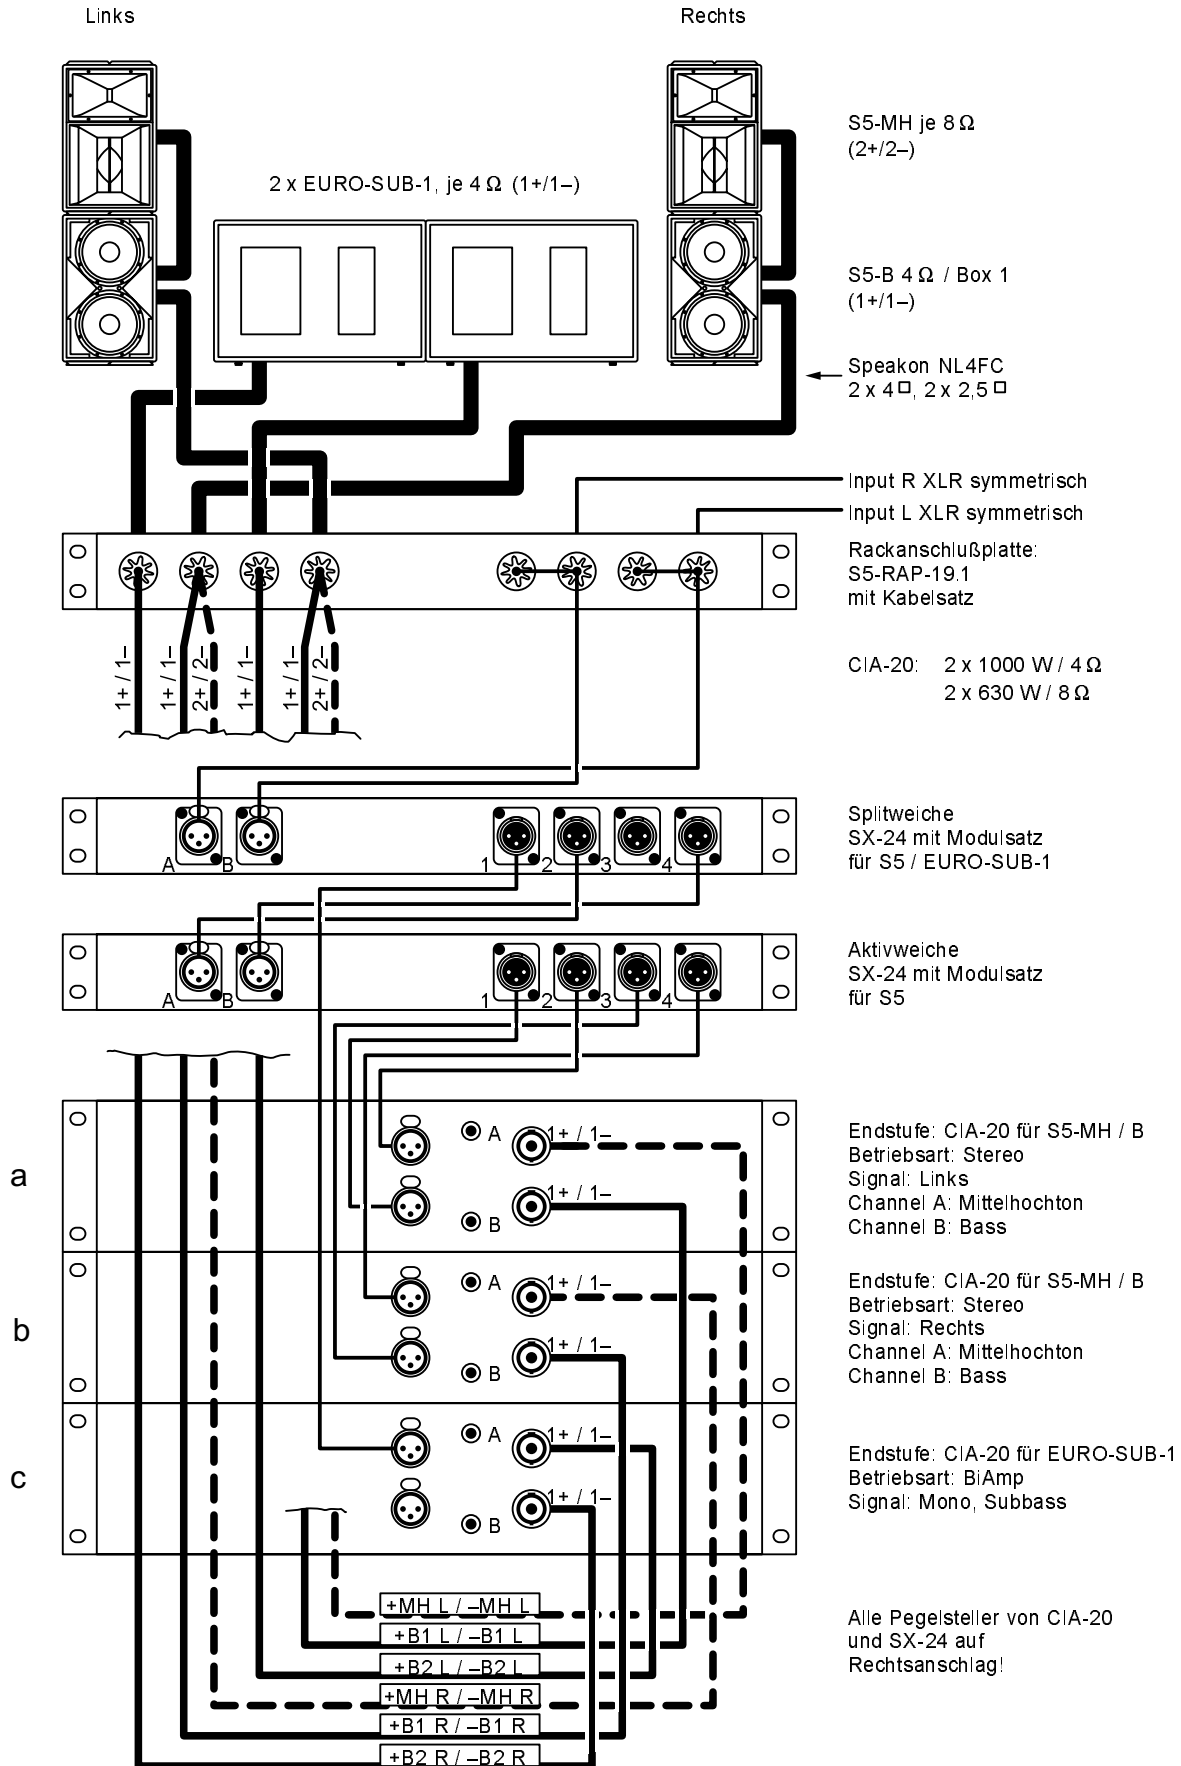 Links
Rechts
S5-MH je 8 Ω
(2+/2–)
2 x EURO-SUB-1, je 4 Ω (1+/1–)
S5-B 4 Ω / Box 1
(1+/1–)
Speakon NL4FC
2 x 4 □, 2 x 2,5 □
Input R XLR symmetrisch
Input L XLR symmetrisch
Rackanschlußplatte:
S5-RAP-19.1
mit Kabelsatz
1+ / 1–
1+ / 1–
2+ / 2–
1+ / 1–
1+ / 1–
2+ / 2–
CIA-20: 2 x 1000 W / 4 Ω
2 x 630 W / 8 Ω
A B 1 2 3 4
Splitweiche
SX-24 mit Modulsatz
für S5 / EURO-SUB-1
A B 1 2 3 4
Aktivweiche
SX-24 mit Modulsatz
für S5
a
A 1+ / 1–
B 1+ / 1–
Endstufe: CIA-20 für S5-MH / B
Betriebsart: Stereo
Signal: Links
Channel A: Mittelhochton
Channel B: Bass
b
A 1+ / 1–
B 1+ / 1–
Endstufe: CIA-20 für S5-MH / B
Betriebsart: Stereo
Signal: Rechts
Channel A: Mittelhochton
Channel B: Bass
c
A 1+ / 1–
B 1+ / 1–
Endstufe: CIA-20 für EURO-SUB-1
Betriebsart: BiAmp
Signal: Mono, Subbass
+MH L / –MH L
+B1 L / –B1 L
+B2 L / –B2 L
+MH R / –MH R
+B1 R / –B1 R
+B2 R / –B2 R
Alle Pegelsteller von CIA-20
und SX-24 auf
Rechtsanschlag!